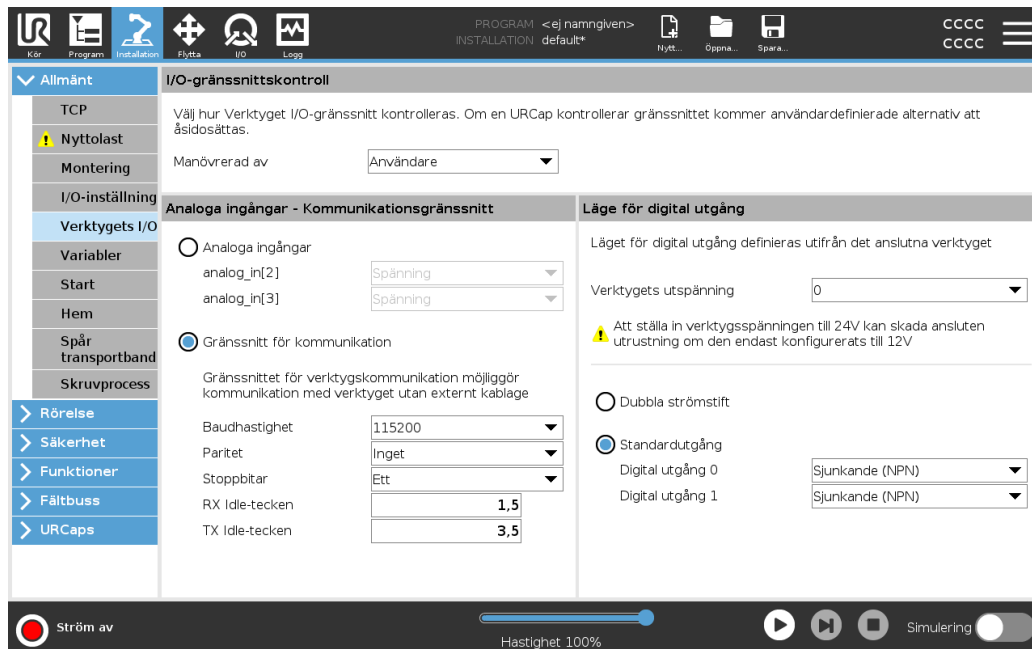 UR
PROGRAM <ej namngiven>
INSTALLATION default*
Kör Program Installation Flytta I/O Logg
Nytt... Öppna... Spara...
CCCC
CCCC
Allmänt
TCP
Nyttolast
Montering
I/O-inställning
Verktygets I/O
Variabler
Start
Hem
Spår
transportband
Skruvprocess
Rörelse
Säkerhet
Funktioner
Fältbuss
URCaps
I/O-gränssnittskontroll
Välj hur Verktyget I/O-gränssnitt kontrolleras. Om en URCap kontrollerar gränssnittet kommer användardefinierade alternativ att
åsidosättas.
Manövrerad av Användare
Analoga ingångar - Kommunikationsgränssnitt
Analoga ingångar
analog_in[2] Spänning
analog_in[3] Spänning
Gränssnitt för kommunikation
Gränssnittet för verktygskommunikation möjliggör
kommunikation med verktyget utan externt kablage
Baudhastighet 115200
Paritet Inget
Stoppbitar Ett
RX Idle-tecken 1,5
TX Idle-tecken 3,5
Läge för digital utgång
Läget för digital utgång definieras utifrån det anslutna verktyget
Verktygets utspänning 0
Att ställa in verktygsspänningen till 24V kan skada ansluten
utrustning om den endast konfigurerats till 12V
Dubbla strömstift
Standardutgång
Digital utgång 0 Sjunkande (NPN)
Digital utgång 1 Sjunkande (NPN)
Ström av
Hastighet 100%
Simulering